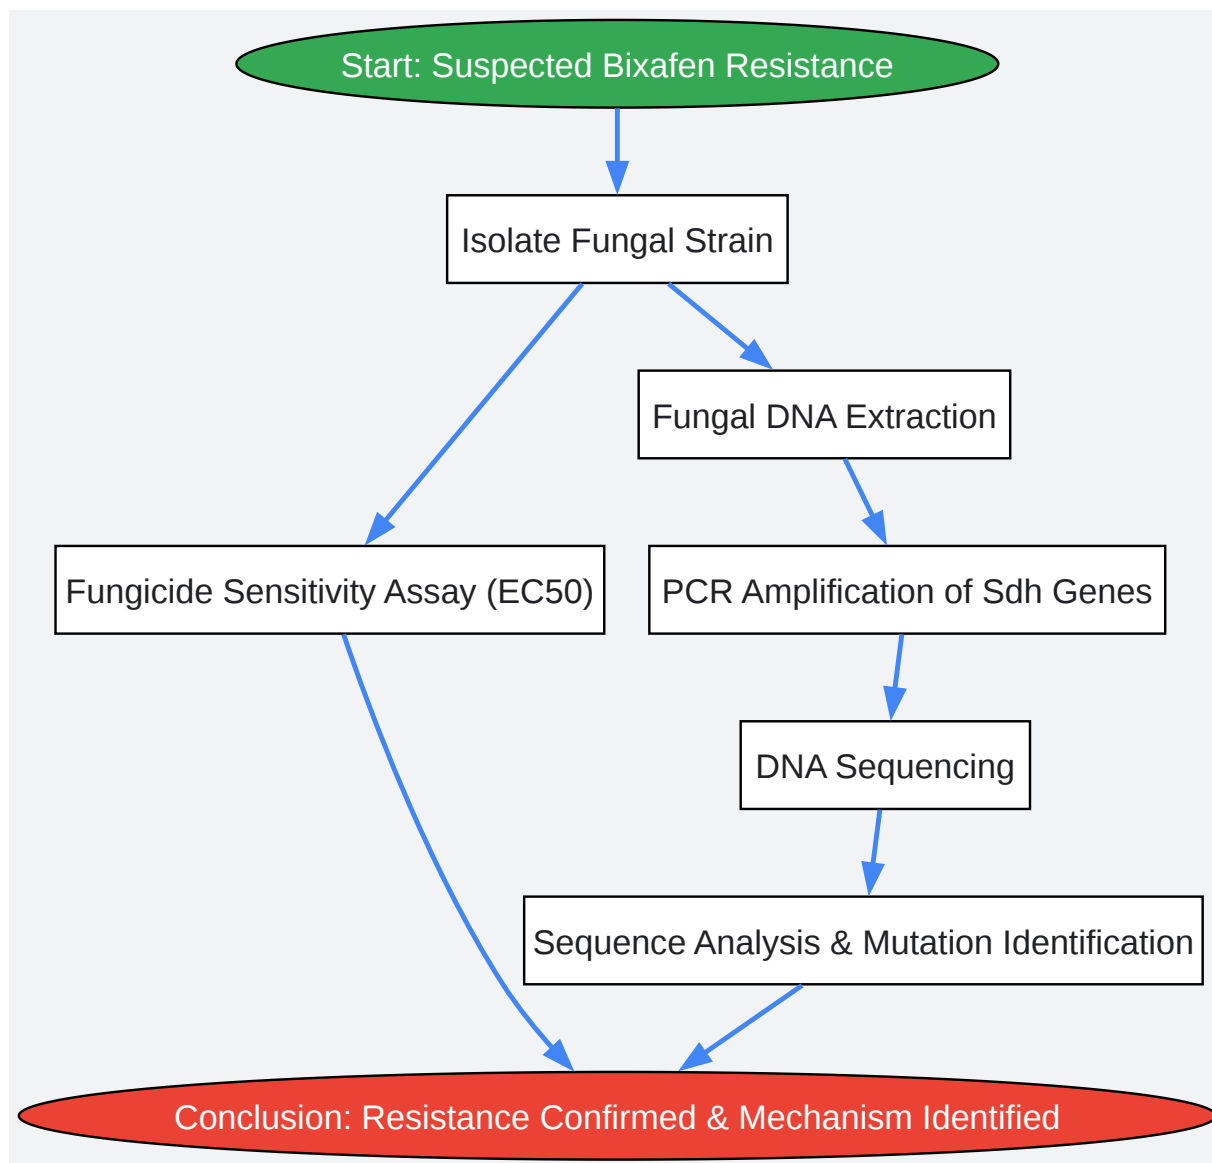 Start: Suspected Bixafen Resistance
Isolate Fungal Strain
Fungal DNA Extraction
Fungicide Sensitivity Assay (EC50)
PCR Amplification of Sdh Genes
DNA Sequencing
Sequence Analysis & Mutation Identification
Conclusion: Resistance Confirmed & Mechanism Identified